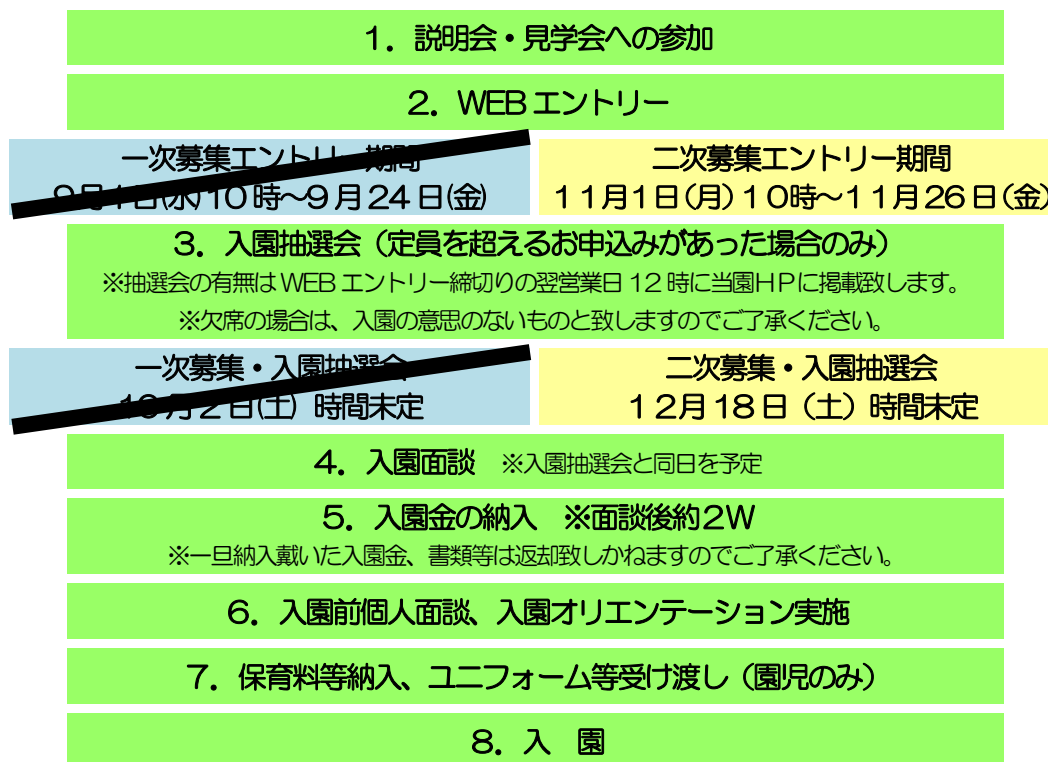 1．説明会・見学会への参加
2．WEBエントリー
一次募集エントリー期間
9月1日(水)10時～9月24日(金)
二次募集エントリー期間
11月1日(月)10時～11月26日(金)
3．入園抽選会（定員を超えるお申込みがあった場合のみ）
※抽選会の有無はWEBエントリー締切りの翌営業日12時に当園HPに掲載致します。
※欠席の場合は、入園の意思のないものと致しますのでご了承ください。
一次募集・入園抽選会
10月2日(土) 時間未定
二次募集・入園抽選会
12月18日（土）時間未定
4．入園面談　※入園抽選会と同日を予定
5．入園金の納入　※面談後約2W
※一旦納入戴いた入園金、書類等は返却致しかねますのでご了承ください。
6．入園前個人面談、入園オリエンテーション実施
7．保育料等納入、ユニフォーム等受け渡し（園児のみ）
8．入　園